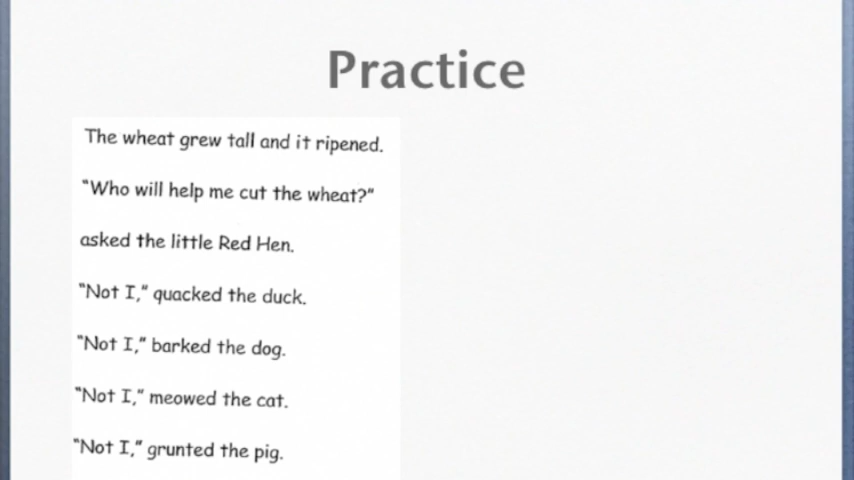 Practice
The wheat grew tall and it ripened.
"Who will help me cut the wheat?"
asked the little Red Hen.
"Not I," quacked the duck.
"Not I," barked the dog.
"Not I," meowed the cat.
"Not I," grunted the pig.